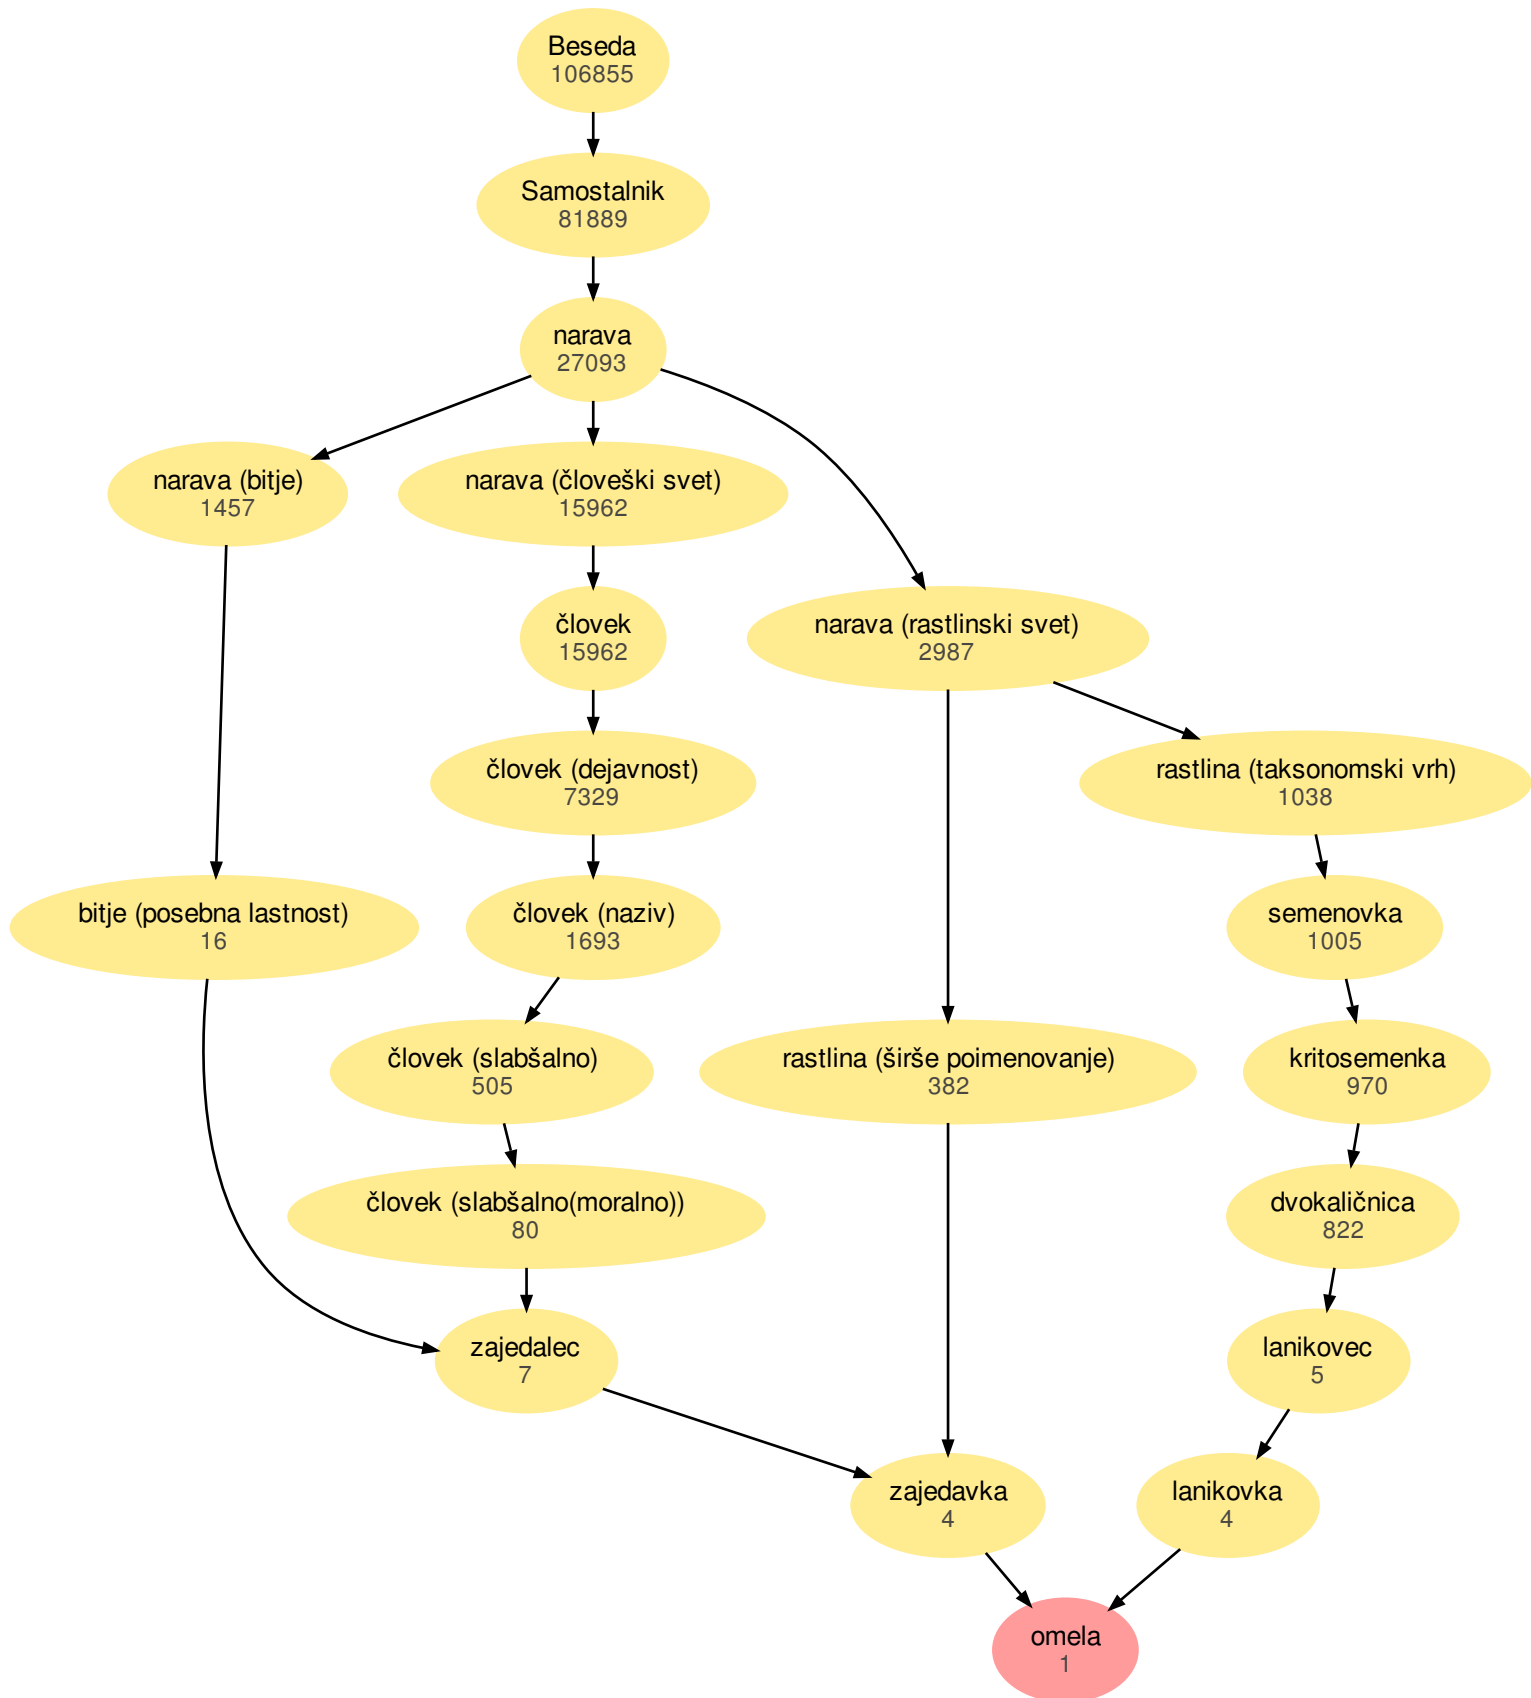 Beseda
106855
Samostalnik
81889
narava
27093
narava (bitje)
1457
narava (človeški svet)
15962
človek
15962
narava (rastlinski svet)
2987
človek (dejavnost)
7329
rastlina (taksonomski vrh)
1038
bitje (posebna lastnost)
16
človek (naziv)
1693
semenovka
1005
človek (slabšalno)
505
rastlina (širše poimenovanje)
382
kritosemenka
970
človek (slabšalno(moralno))
80
dvokaličnica
822
zajedalec
7
lanikovec
5
zajedavka
4
lanikovka
4
omela
1